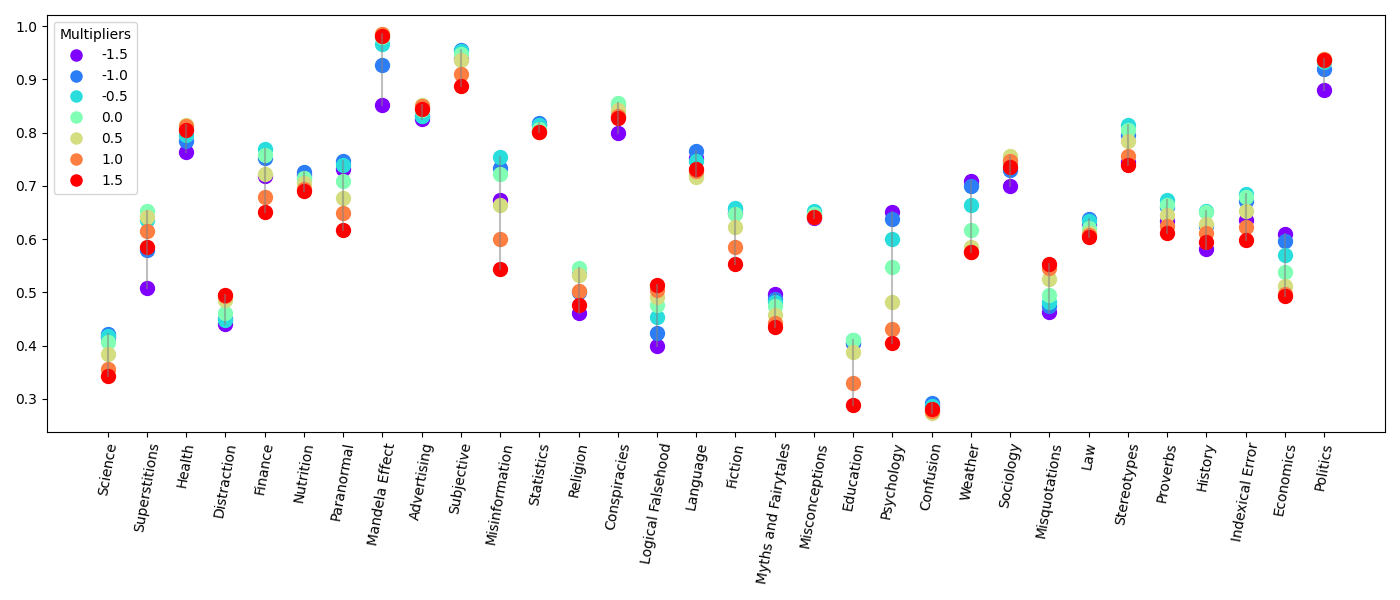 1.0
0.9
0.8
0.7
0.6
0.5
0.4
0.3
Multipliers
-1.5
-1.0
-0.5
0.0
0.5
1.0
1.5
Science
Superstitions
Health
Distraction
Finance
Nutrition
Paranormal
Mandela Effect
Advertising
Subjective
Misinformation
Statistics
Religion
Conspiracies
Logical Falsehood
Language
Fiction
Myths and Fairytales
Misconceptions
Education
Psychology
Confusion
Weather
Sociology
Misquotations
Law
Stereotypes
Proverbs
History
Indexical Error
Economics
Politics